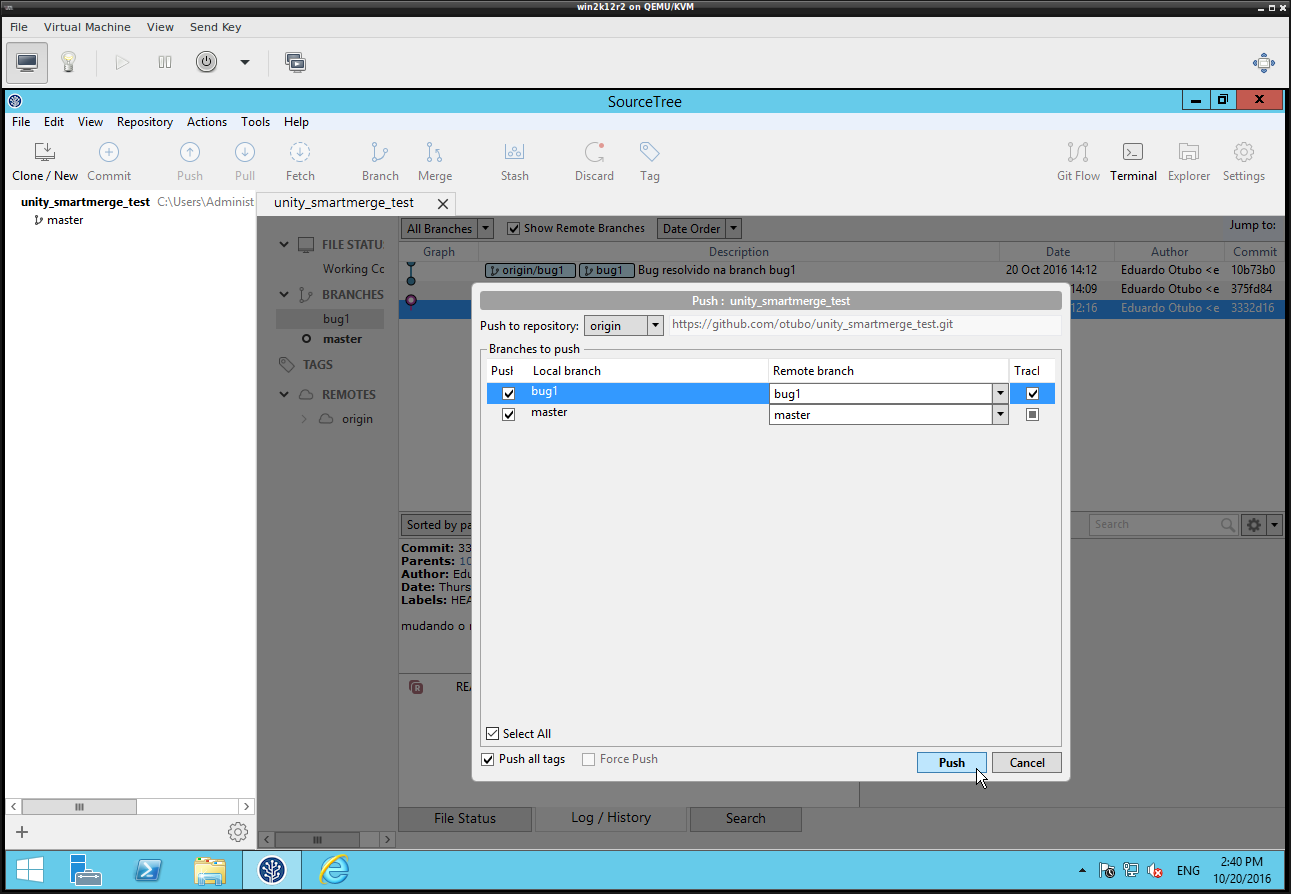 win2k12r2 on QEMU/KVM
File Virtual Machine View Send Key
SourceTree
File Edit View Repository Actions Tools Help
Clone / New Commit Push Pull Fetch Branch Merge Stash Discard Tag Git Flow Terminal Explorer Settings
unity_smartmerge_test C:\Users\Administ
master
unity_smartmerge_test
FILE STATU
Working Co
BRANCHES
bug1
master
TAGS
REMOTES
origin
All Branches Show Remote Branches Date Order Jump to:
Graph Description Date Author Commit
origin/bug1 bug1 Bug resolvido na branch bug1 20 Oct 2016 14:12 Eduardo Otubo <e 10b73b0
14:09 Eduardo Otubo <e 375fd84
12:16 Eduardo Otubo <e 3332d16
Push : unity_smartmerge_test
Push to repository: origin https://github.com/otubo/unity_smartmerge_test.git
Branches to push
Push Local branch Remote branch Tracl
bug1 bug1
master master
Select All
Push all tags Force Push
Push Cancel
Sorted by pa
Search
Commit: 33
Parents: 10
Author: Edu
Date: Thurs
Labels: HEA
mudando o
R REA
File Status Log / History Search
ENG
2:40 PM
10/20/2016